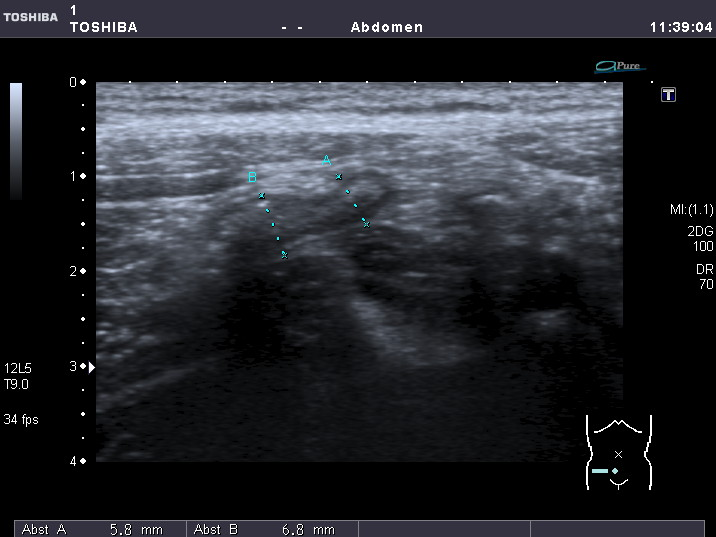 TOSHIBA
1
TOSHIBA - - Abdomen 11:39:04
aPure
T
0
1
2
3
4
A
B
MI:(1.1)
2DG
100
DR
70
12L5
T9.0
34 fps
Abst A 5.8 mm Abst B 6.8 mm